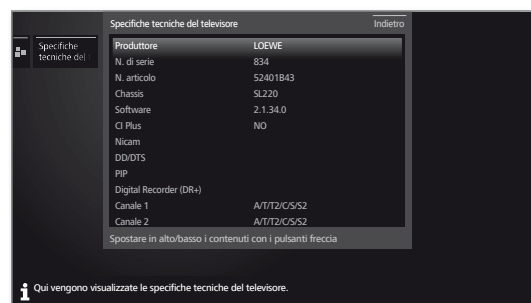 Specifiche tecniche del televisore
Indietro
Specifiche
tecniche del
Produttore LOEWE
N. di serie 834
N. articolo 52401B43
Chassis SL220
Software 2.1.34.0
CI Plus NO
Nicam
DD/DTS
PIP
Digital Recorder (DR+)
Canale 1 A/T/T2/C/S/S2
Canale 2 A/T/T2/C/S/S2
Spostare in alto/basso i contenuti con i pulsanti freccia
Qui vengono visualizzate le specifiche tecniche del televisore.